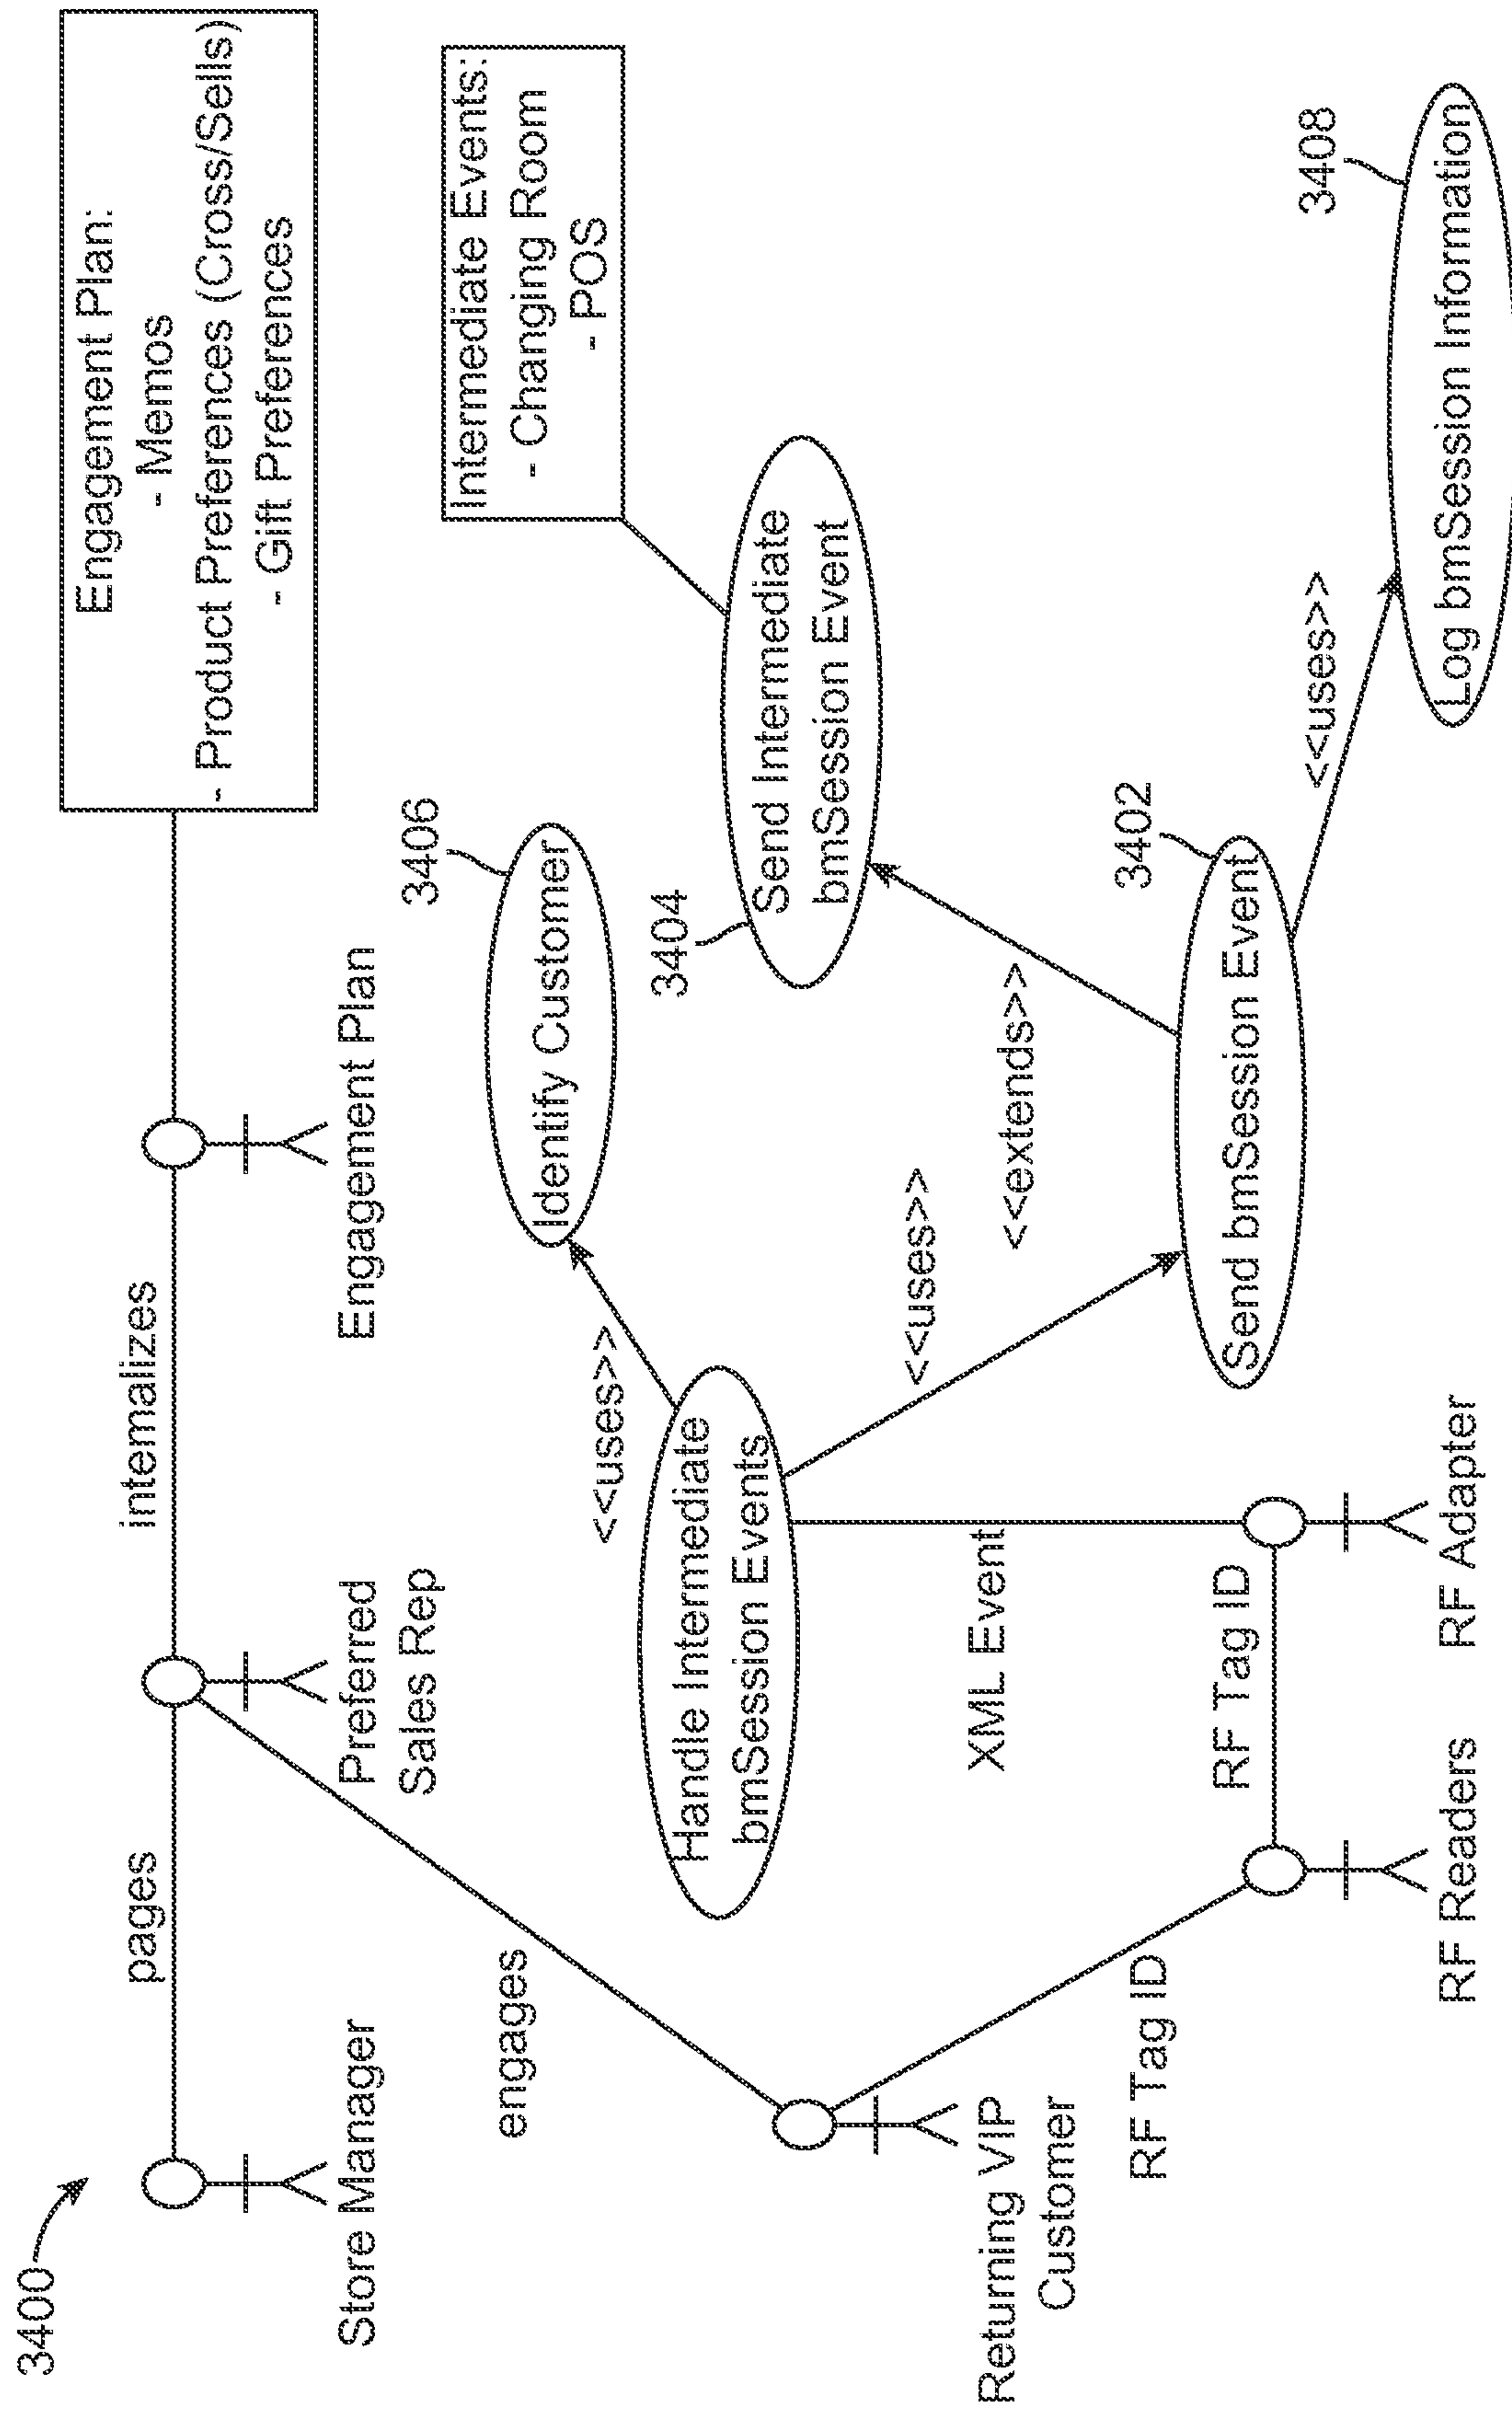 3400
Store Manager
pages
Preferred
Sales Rep
internalizes
Engagement Plan
Engagement Plan:
- Memos
- Product Preferences (Cross/Sells)
- Gift Preferences
engages
Returning VIP
Customer
RF Tag ID
RF Readers
RF Tag ID
RF Adapter
XML Event
Handle Intermediate
bmSession Events
<<uses>>
3406
Identify Customer
<<uses>>
3402
Send bmSession Event
<<extends>>
3404
Send Intermediate
bmSession Event
Intermediate Events:
- Changing Room
- POS
<<uses>>
3408
Log bmSession Information